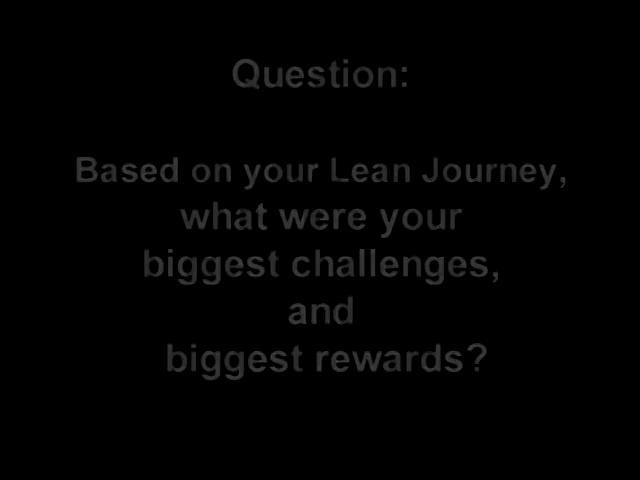 Question:
Based on your Lean Journey,
what were your
biggest challenges,
and
biggest rewards?